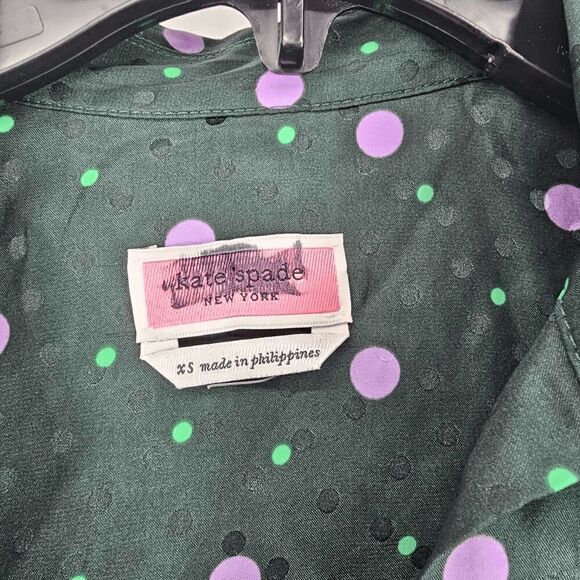 kate spade
NEW YORK
XS made in philippines